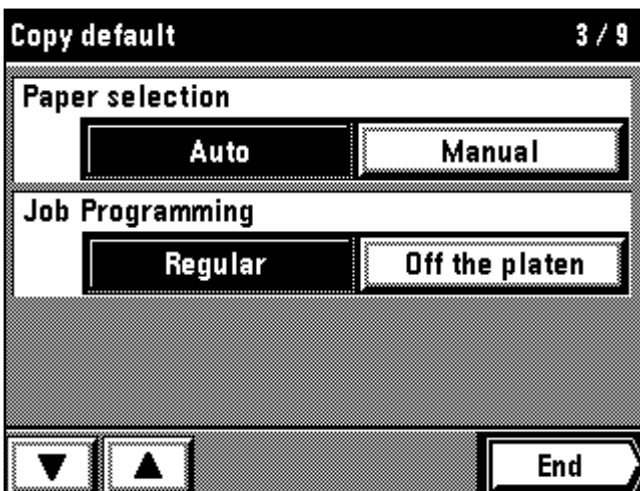 Copy default 3 / 9
Paper selection
Auto Manual
Job Programming
Regular Off the platen
▼ ▲ End